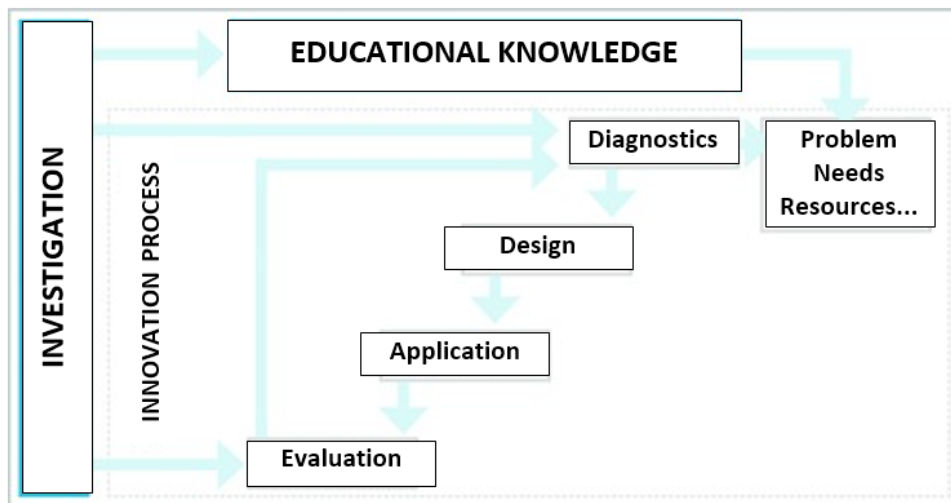 INVESTIGATION
EDUCATIONAL KNOWLEDGE
INNOVATION PROCESS
Diagnostics
Problem
Needs
Resources...
Design
Application
Evaluation